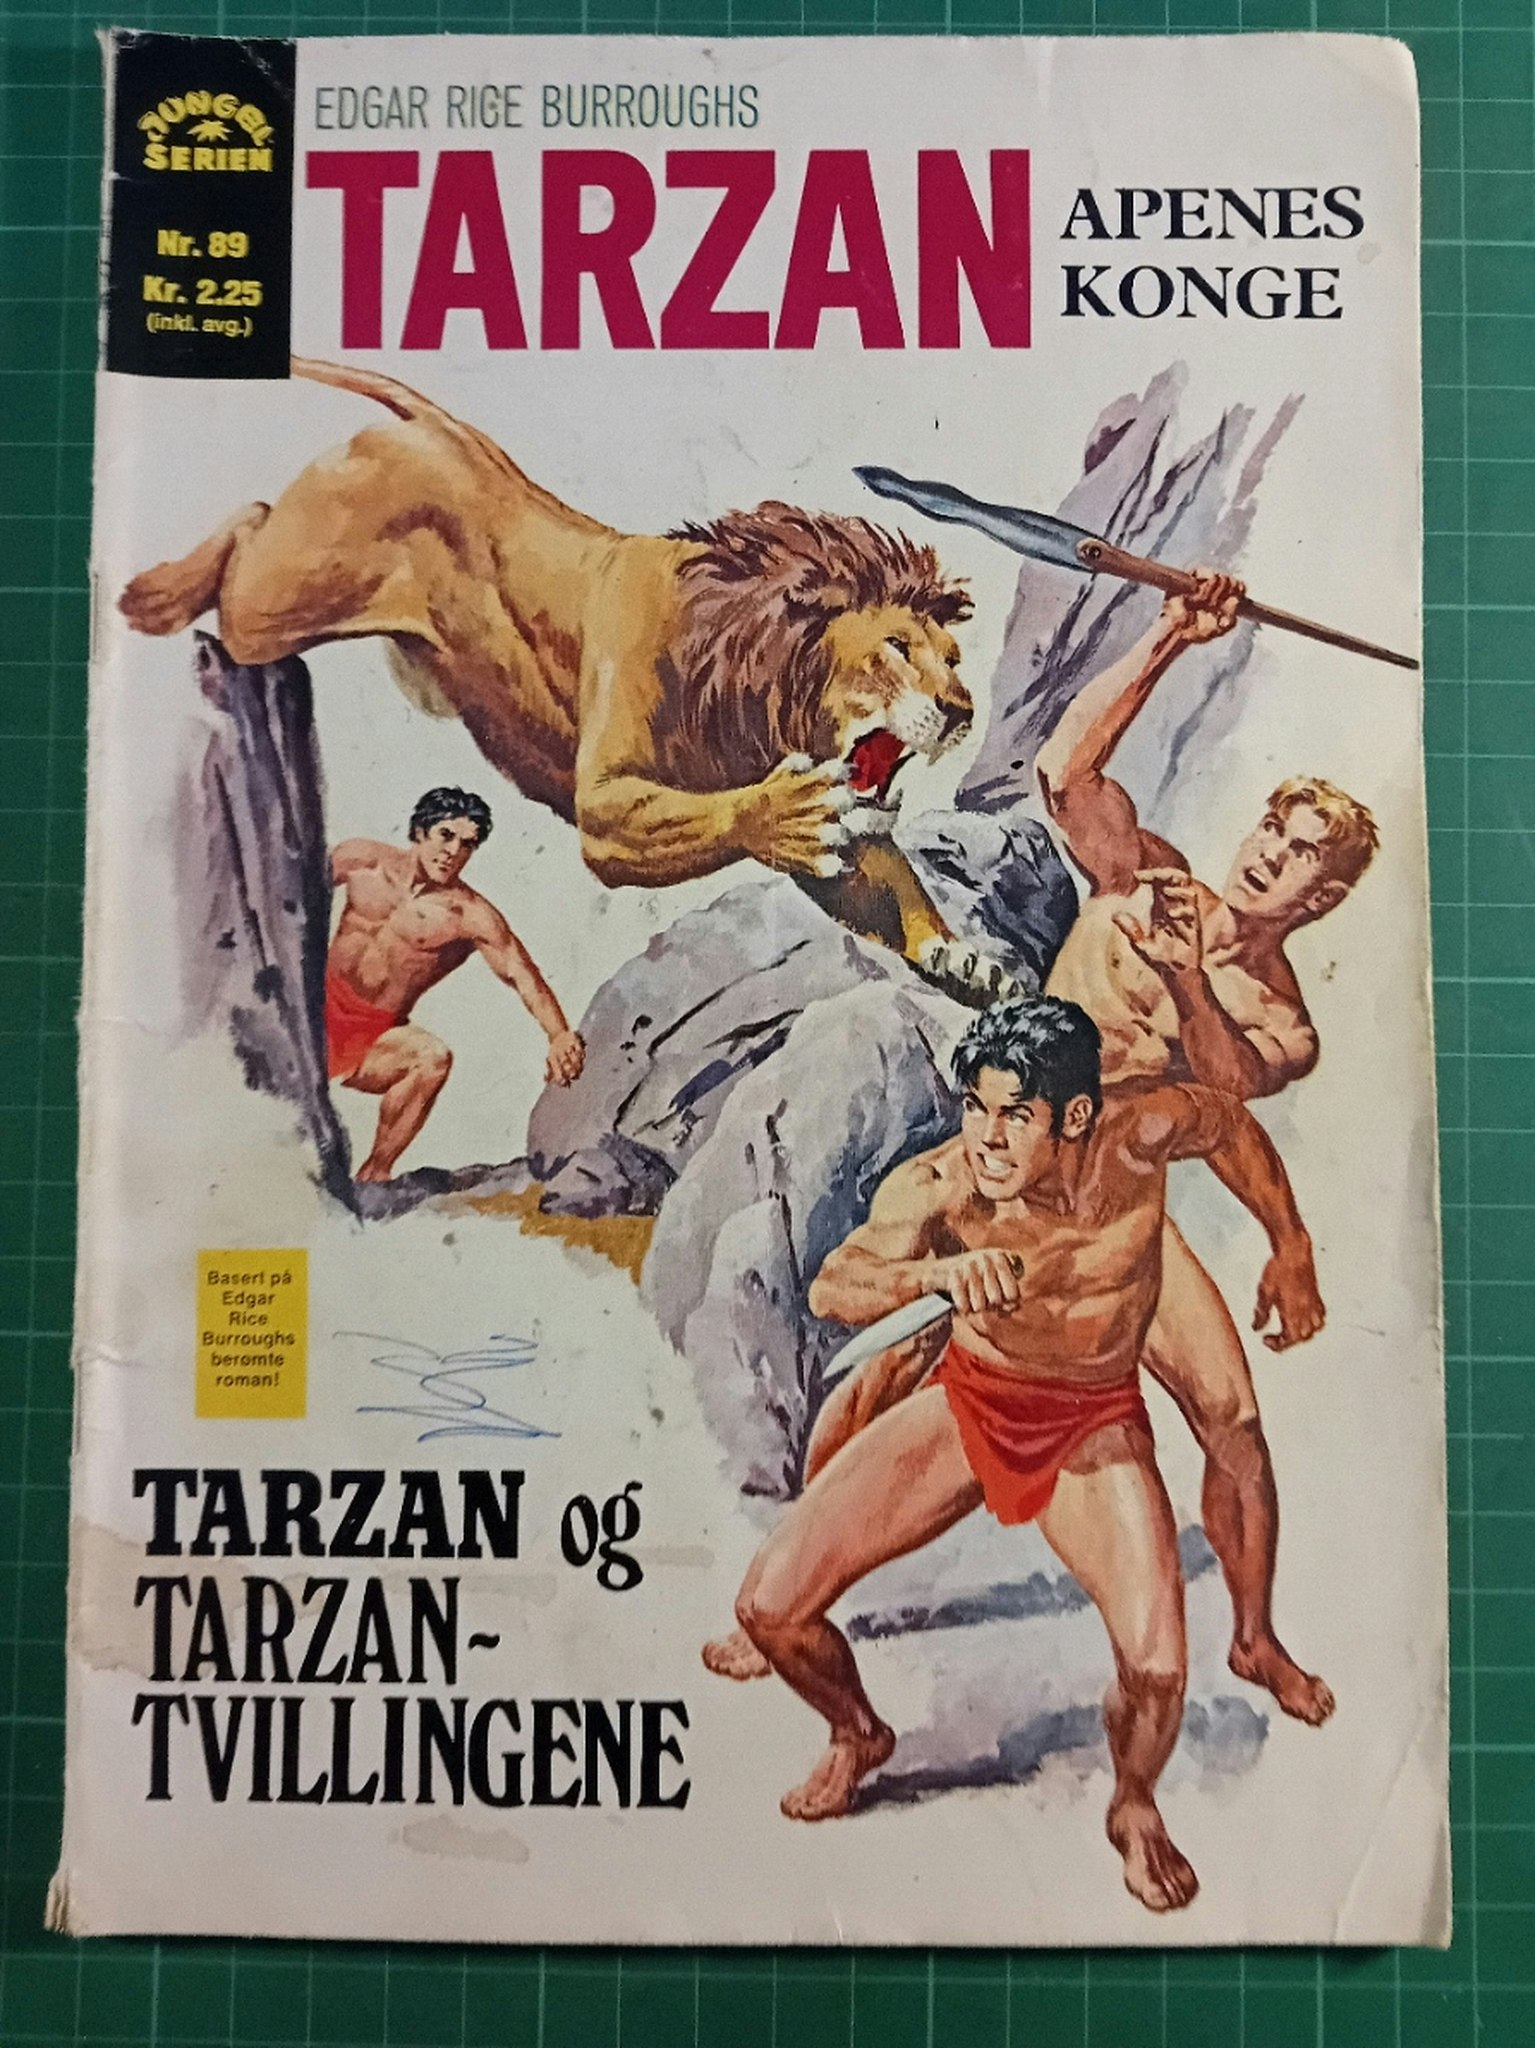 JUNGEL
SERIEN
Nr. 89
Kr. 2.25
(inkl. avg.)
EDGAR RICE BURROUGHS
TARZAN
APENES
KONGE
Basert på
Edgar
Rice
Burroughs
berømte
roman!
TARZAN og
TARZAN-
TVILLINGENE